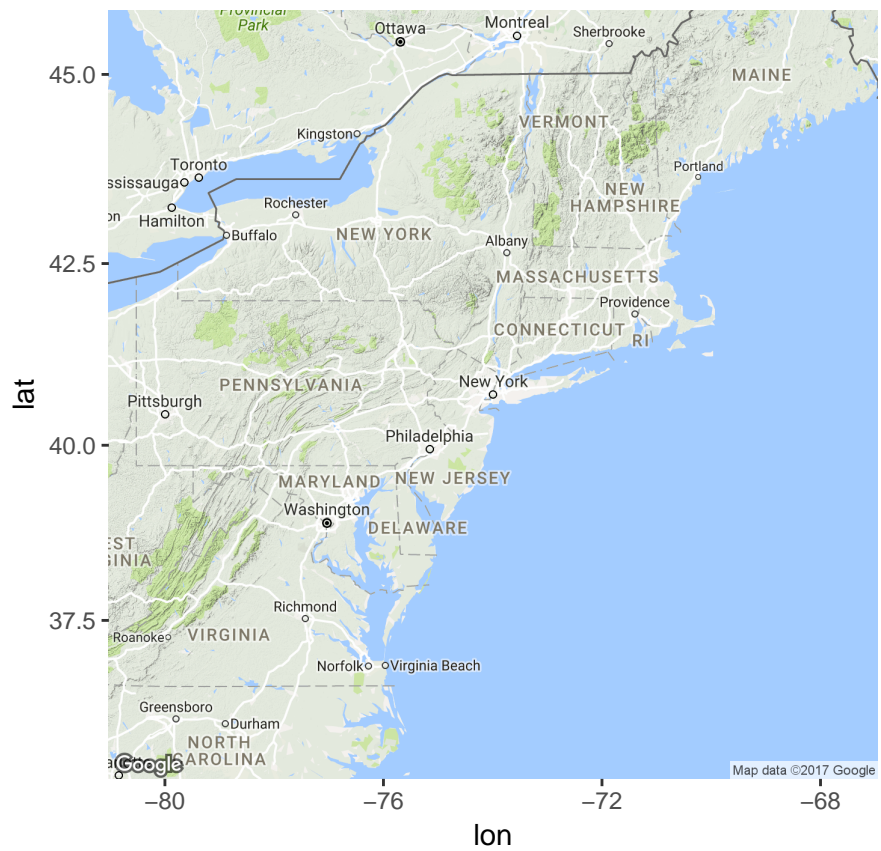 Provincial
Park
Ottawa
Montreal
Sherbrooke
45.0
MAINE
VERMONT
Kingston
Toronto
ssissauga
Portland
NEW
HAMPSHIRE
Hamilton
Rochester
on
Buffalo
NEW YORK
Albany
42.5
MASSACHUSETTS
Providence
CONNECTICUT
RI
PENNSYLVANIA
New York
lat
Pittsburgh
Philadelphia
40.0
MARYLAND
NEW JERSEY
Washington
DELAWARE
EST
GINIA
Richmond
37.5
Roanoke
VIRGINIA
Norfolk
Virginia Beach
Greensboro
Durham
NORTH
CAROLINA
Google
Map data ©2017 Google
−80
−76
−72
−68
lon